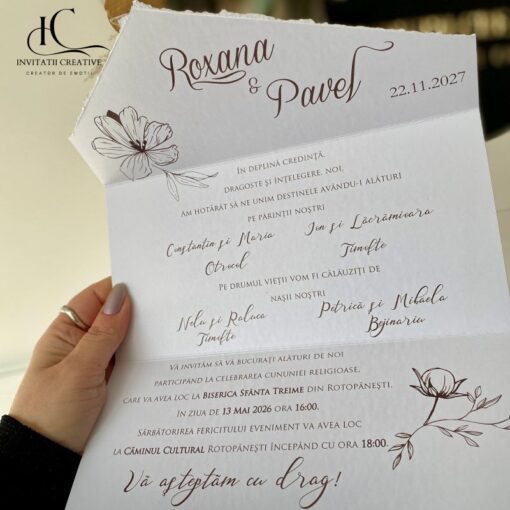 IC
INVITATII CREATIVE
CREATOR DE EMOTII
Roxana
&
Pavel
22.11.2027
În deplină credință,
dragoste și înțelegere, noi,
Am hotărât să ne unim destinele avându-i alături
pe părinții noștri
Constantin și Maria
Otrocol
Ion și Lăcrămioara
Timofte
Pe drumul vieții vom fi călăuziți de
nașii noștri
Nelu și Raluca
Timofte
Petrică și Mihaela
Bejinariu
Vă invităm să vă bucurați alături de noi
participând la celebrarea cununiei religioase,
care va avea loc la Biserica Sfânta Treime din Rotopănești,
în ziua de 13 Mai 2026 ora 16:00.
Sărbătorirea fericitului eveniment va avea loc
la Căminul Cultural Rotopănești începând cu ora 18:00.
Vă așteptăm cu drag!